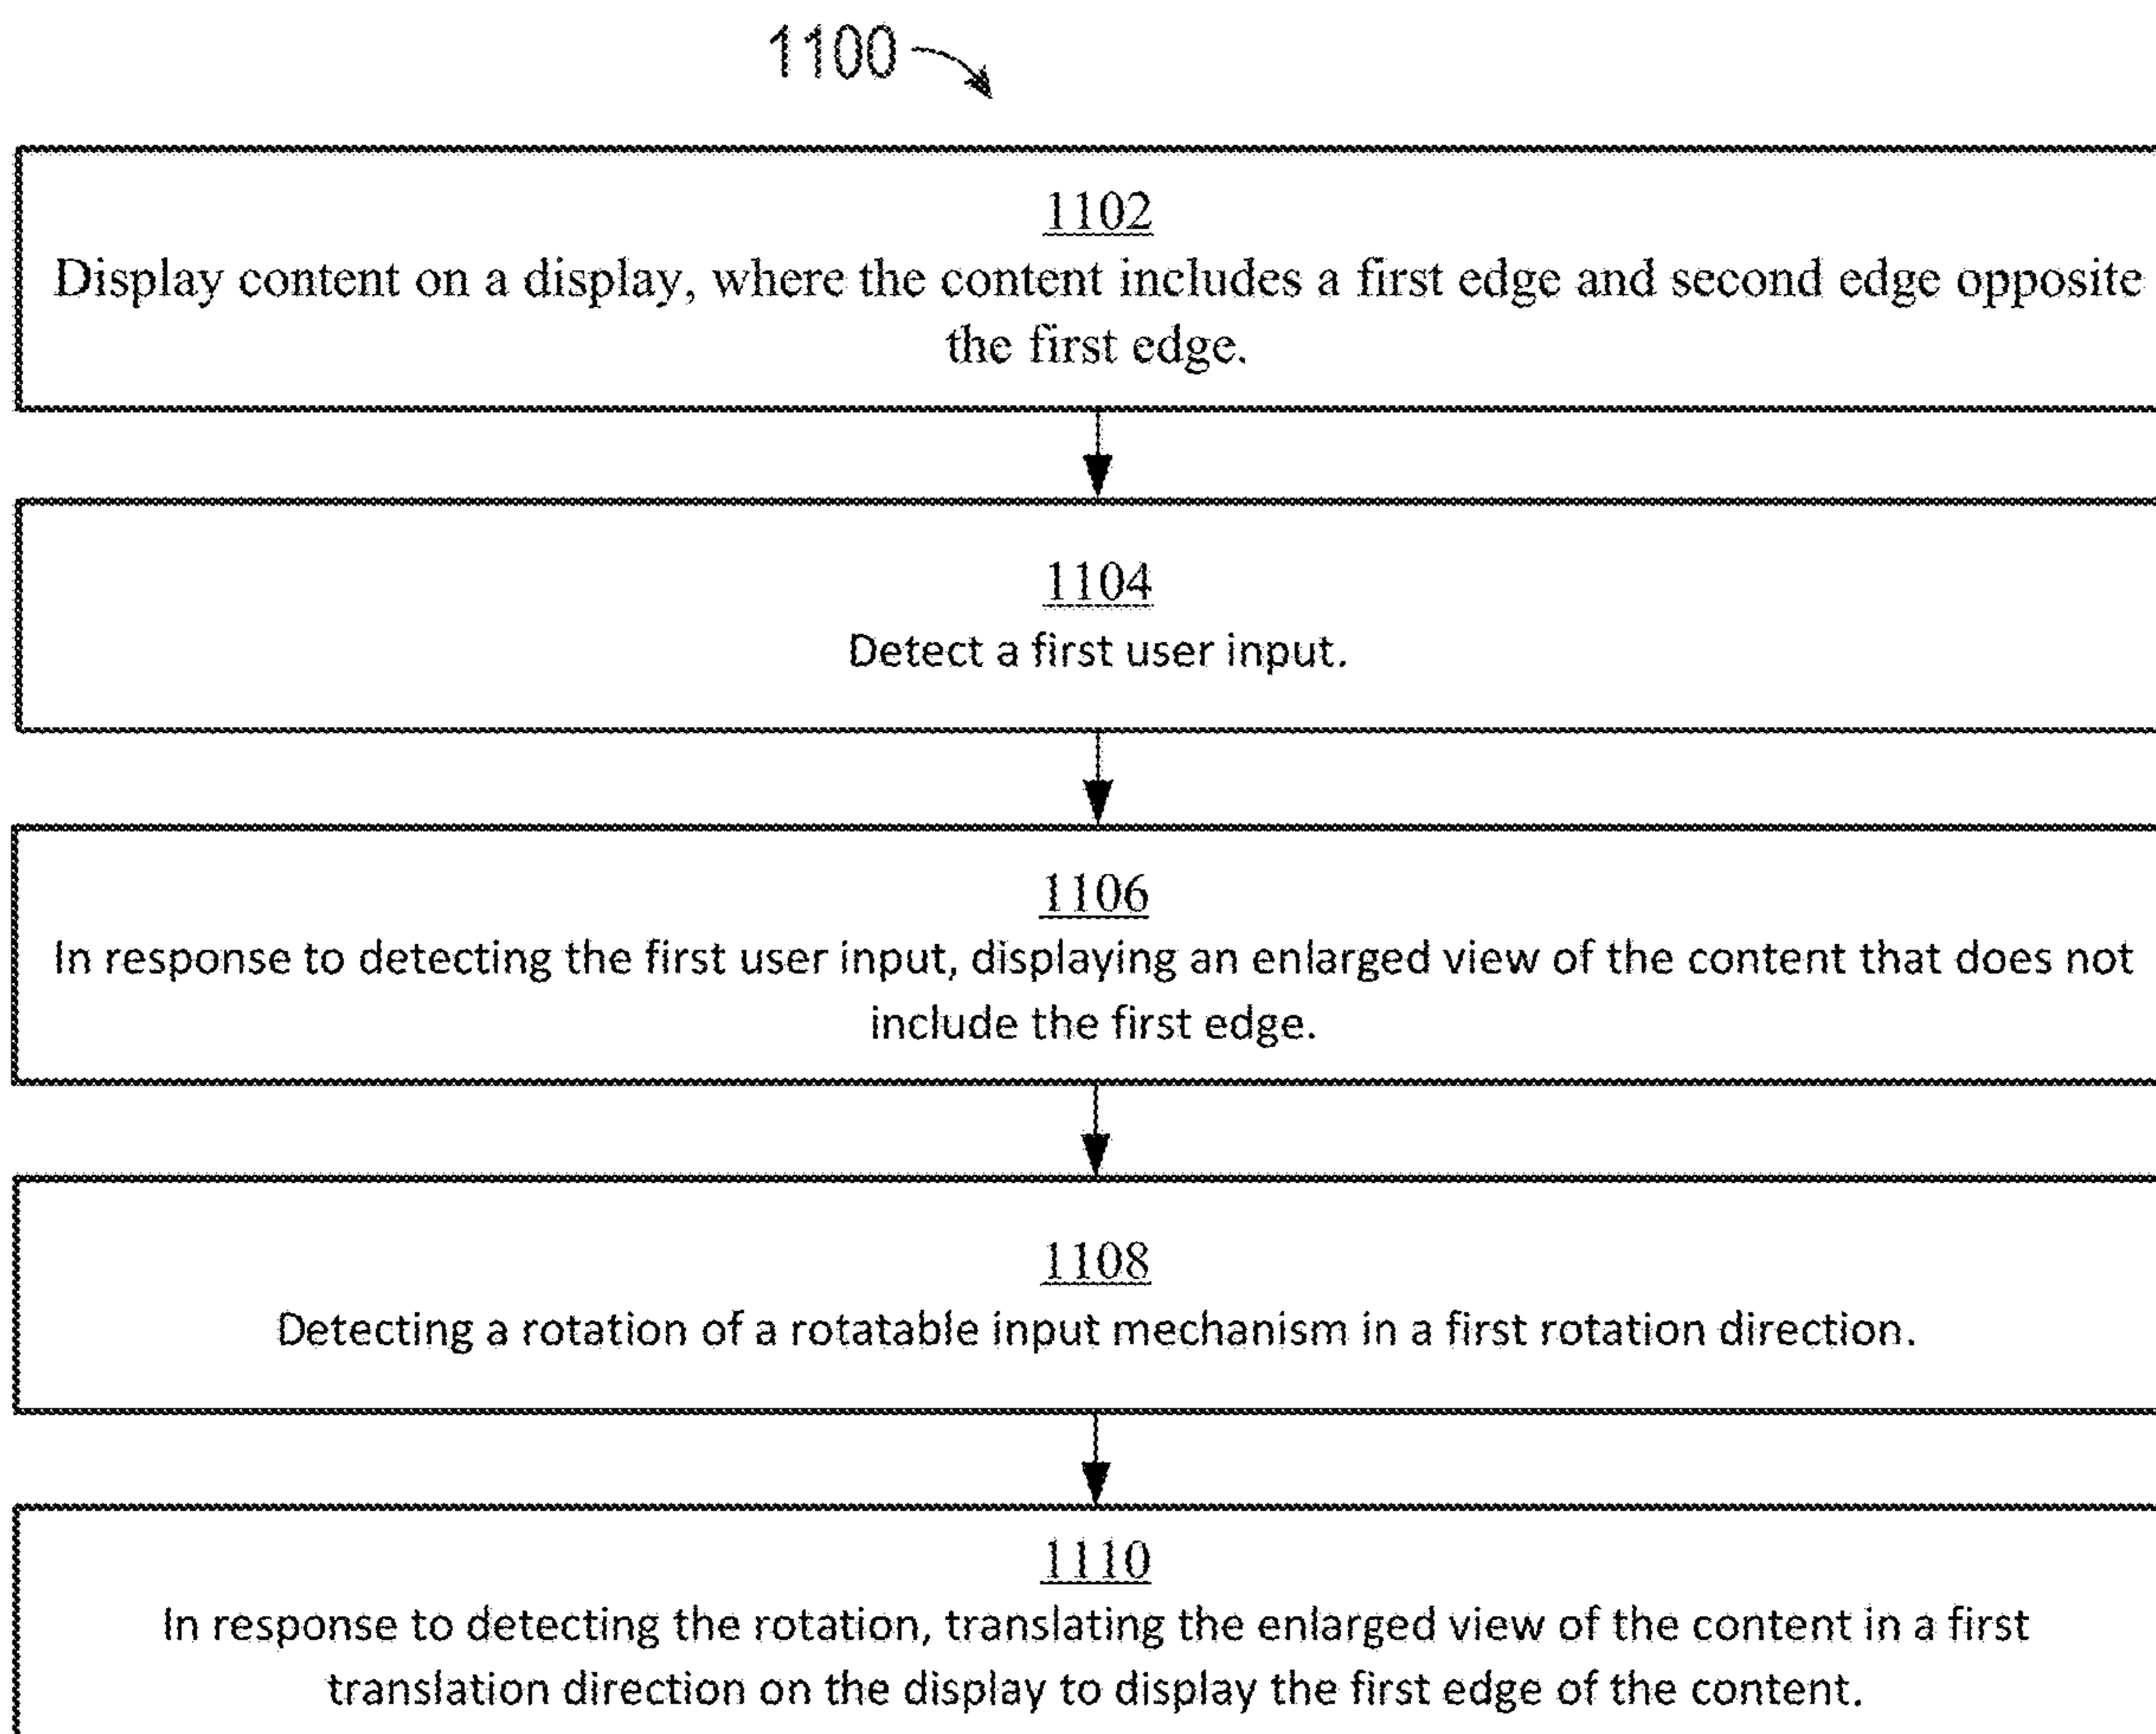 1100
1102
Display content on a display, where the content includes a first edge and second edge opposite
the first edge.
1104
Detect a first user input.
1106
In response to detecting the first user input, displaying an enlarged view of the content that does not
include the first edge.
1108
Detecting a rotation of a rotatable input mechanism in a first rotation direction.
1110
In response to detecting the rotation, translating the enlarged view of the content in a first
translation direction on the display to display the first edge of the content.